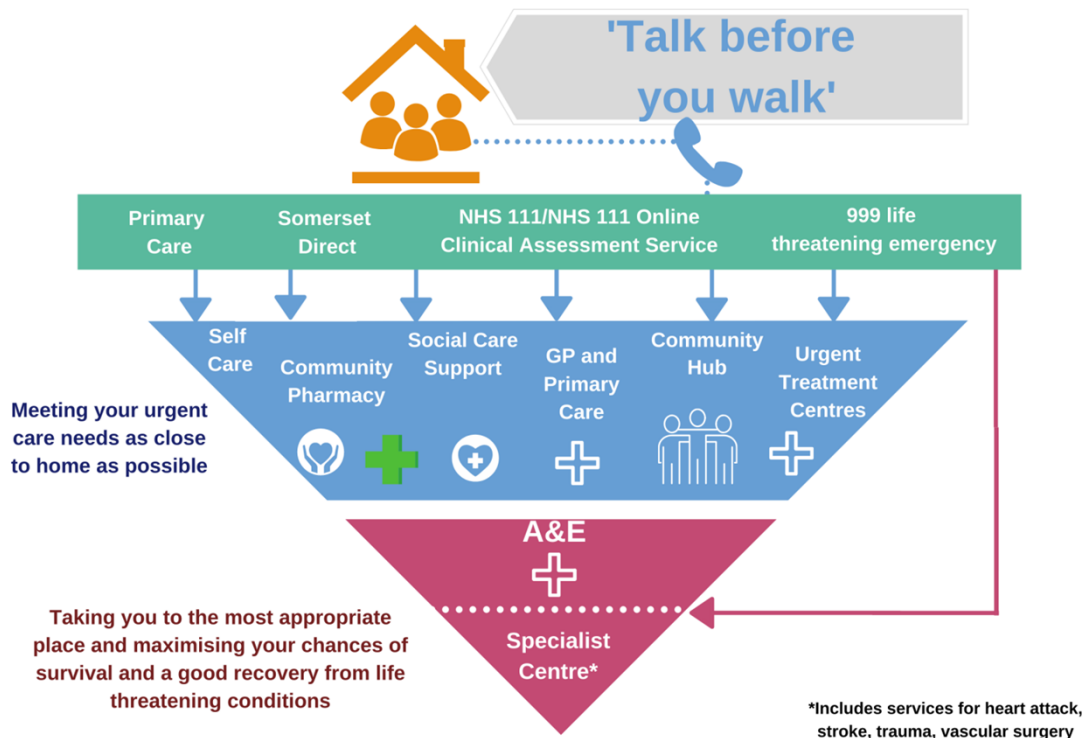 'Talk before
you walk'
Primary
Care
Somerset
Direct
NHS 111/NHS 111 Online
Clinical Assessment Service
999 life
threatening emergency
Self
Care
Community
Pharmacy
Social Care
Support
GP and
Primary
Care
Community
Hub
Urgent
Treatment
Centres
Meeting your urgent
care needs as close
to home as possible
A&E
Specialist
Centre*
Taking you to the most appropriate
place and maximising your chances of
survival and a good recovery from life
threatening conditions
*Includes services for heart attack,
stroke, trauma, vascular surgery